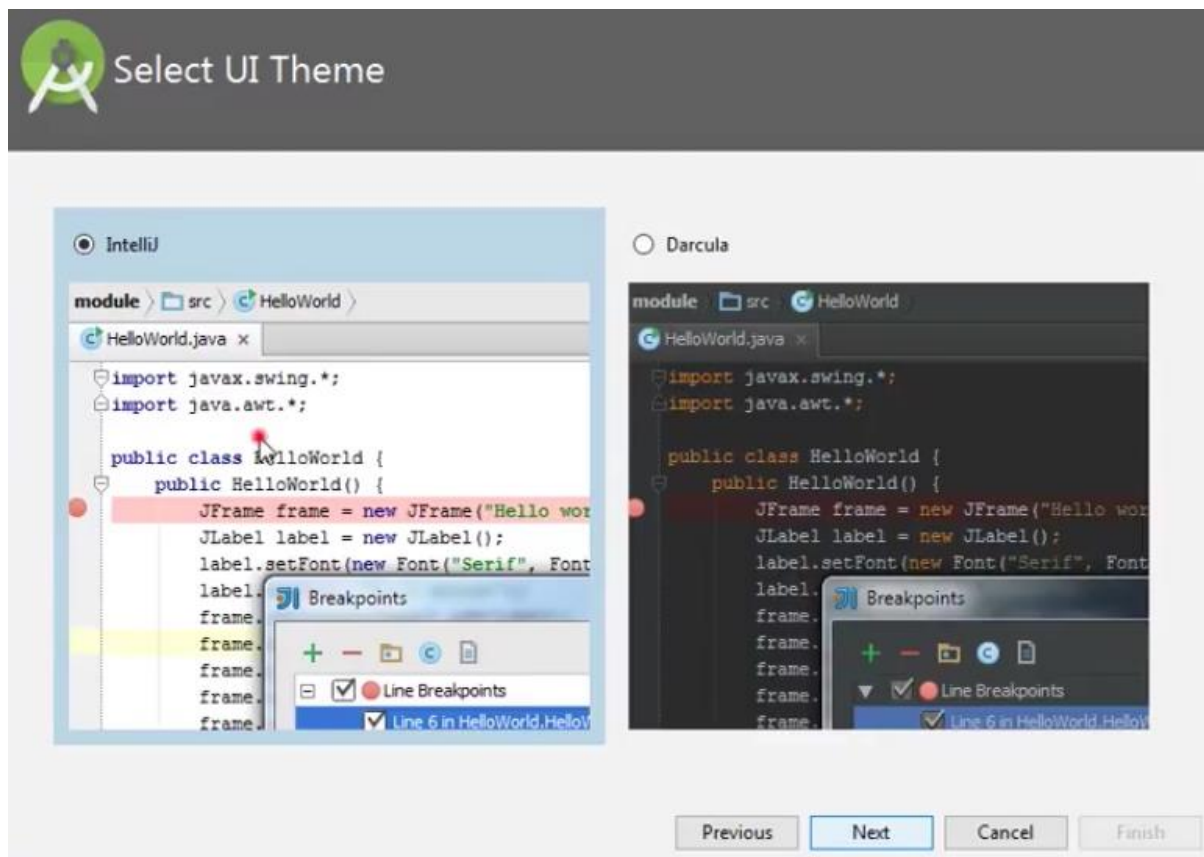 Select UI Theme
IntelliJ
module src HelloWorld
HelloWorld.java ×
import javax.swing.*;
import java.awt.*;
public class HelloWorld {
public HelloWorld() {
JFrame frame = new JFrame("Hello wor
JLabel label = new JLabel();
label.setFont(new Font("Serif", Font
label.
Breakpoints
frame.
frame.
frame.
Line Breakpoints
frame.
Line 6 in HelloWorld.HelloW
frame.
Darcula
module src HelloWorld
HelloWorld.java ×
import javax.swing.*;
import java.awt.*;
public class HelloWorld {
public HelloWorld() {
JFrame frame = new JFrame("Hello wor
JLabel label = new JLabel();
label.setFont(new Font("Serif", Font
label.
Breakpoints
frame.
frame.
frame.
Line Breakpoints
frame.
Line 6 in HelloWorld.HelloW
frame.
Previous
Next
Cancel
Finish